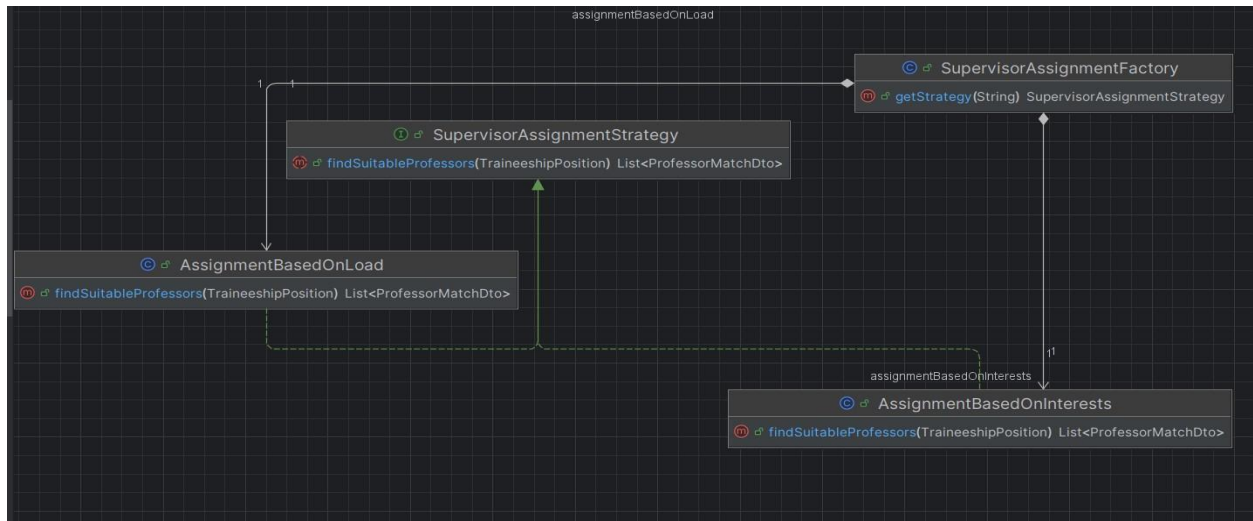 assignmentBasedOnLoad
SupervisorAssignmentFactory
getStrategy(String) SupervisorAssignmentStrategy
1 1
SupervisorAssignmentStrategy
findSuitableProfessors(TraineeshipPosition) List<ProfessorMatchDto>
AssignmentBasedOnLoad
findSuitableProfessors(TraineeshipPosition) List<ProfessorMatchDto>
1 1
assignmentBasedOnInterests
AssignmentBasedOnInterests
findSuitableProfessors(TraineeshipPosition) List<ProfessorMatchDto>